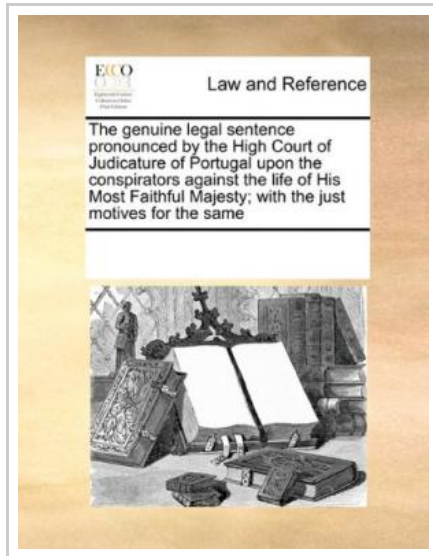 ECCO
Law and Reference
The genuine legal sentence
pronounced by the High Court of
Judicature of Portugal upon the
conspirators against the life of His
Most Faithful Majesty; with the just
motives for the same